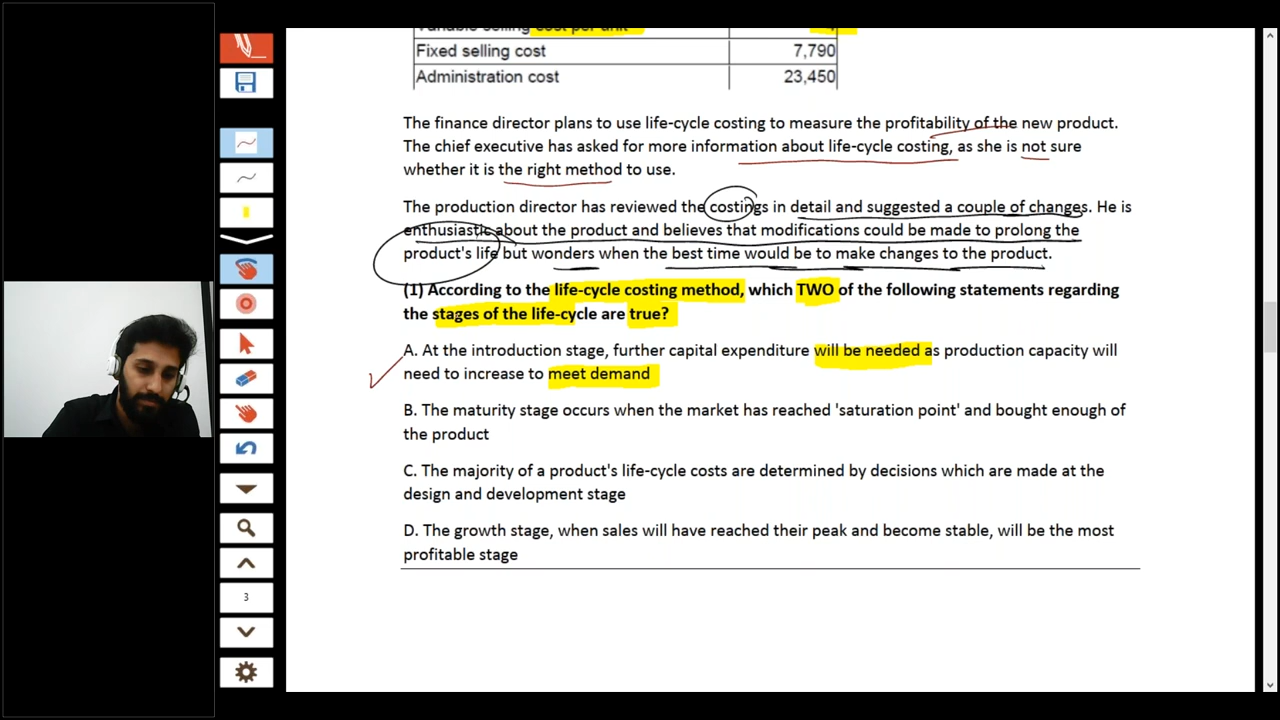 Variable selling cost per unit 4
Fixed selling cost 7,790
Administration cost 23,450
The finance director plans to use life-cycle costing to measure the profitability of the new product.
The chief executive has asked for more information about life-cycle costing, as she is not sure
whether it is the right method to use.
The production director has reviewed the costings in detail and suggested a couple of changes. He is
enthusiastic about the product and believes that modifications could be made to prolong the
product's life but wonders when the best time would be to make changes to the product.
(1) According to the life-cycle costing method, which TWO of the following statements regarding
the stages of the life-cycle are true?
A. At the introduction stage, further capital expenditure will be needed as production capacity will
need to increase to meet demand
B. The maturity stage occurs when the market has reached 'saturation point' and bought enough of
the product
C. The majority of a product's life-cycle costs are determined by decisions which are made at the
design and development stage
D. The growth stage, when sales will have reached their peak and become stable, will be the most
profitable stage
3